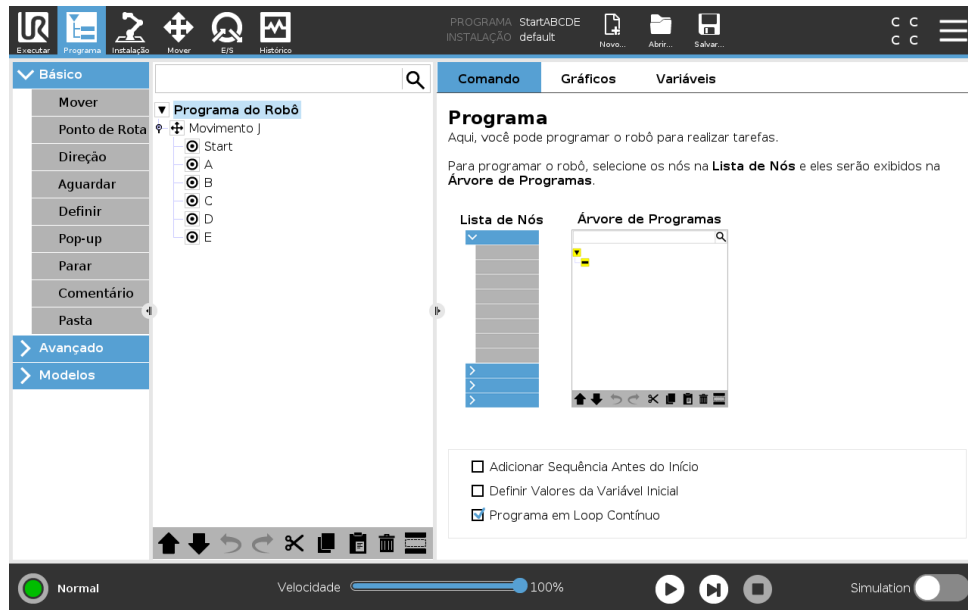 UR
Executar
Programa
Instalação
Mover
E/S
Histórico
PROGRAMA StartABCDE
INSTALAÇÃO default
Novo...
Abrir...
Salvar...
C C
C C
Básico
Mover
Ponto de Rota
Direção
Aguardar
Definir
Pop-up
Parar
Comentário
Pasta
Avançado
Modelos
Programa do Robô
Movimento J
Start
A
B
C
D
E
Comando Gráficos Variáveis
Programa
Aqui, você pode programar o robô para realizar tarefas.
Para programar o robô, selecione os nós na Lista de Nós e eles serão exibidos na
Árvore de Programas.
Lista de Nós
Árvore de Programas
Adicionar Sequência Antes do Início
Definir Valores da Variável Inicial
Programa em Loop Contínuo
Normal
Velocidade 100%
Simulation